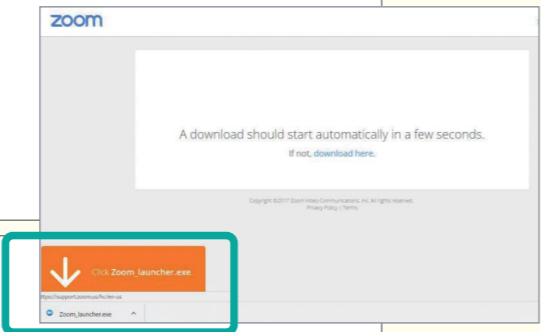 zoom
A download should start automatically in a few seconds.
If not, download here.
Copyright ©2017 Zoom Video Communications, Inc. All rights reserved.
Privacy Policy | Terms
Click Zoom_launcher.exe
https://support.zoom.us/hc/en-us
Zoom_launcher.exe